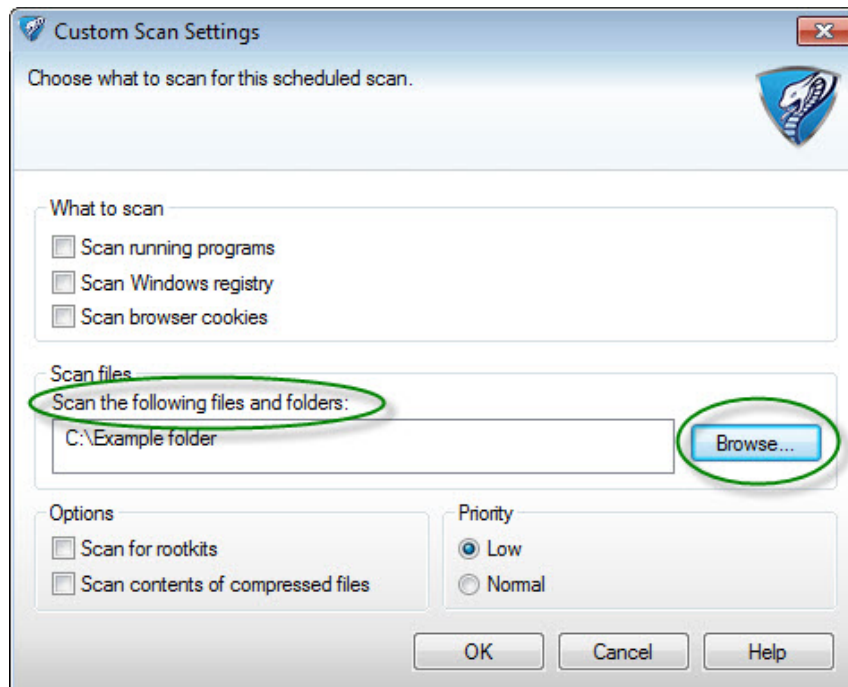 Custom Scan Settings
Choose what to scan for this scheduled scan.
What to scan
Scan running programs
Scan Windows registry
Scan browser cookies
Scan files
Scan the following files and folders:
C:\Example folder
Browse...
Options
Scan for rootkits
Scan contents of compressed files
Priority
Low
Normal
OK
Cancel
Help